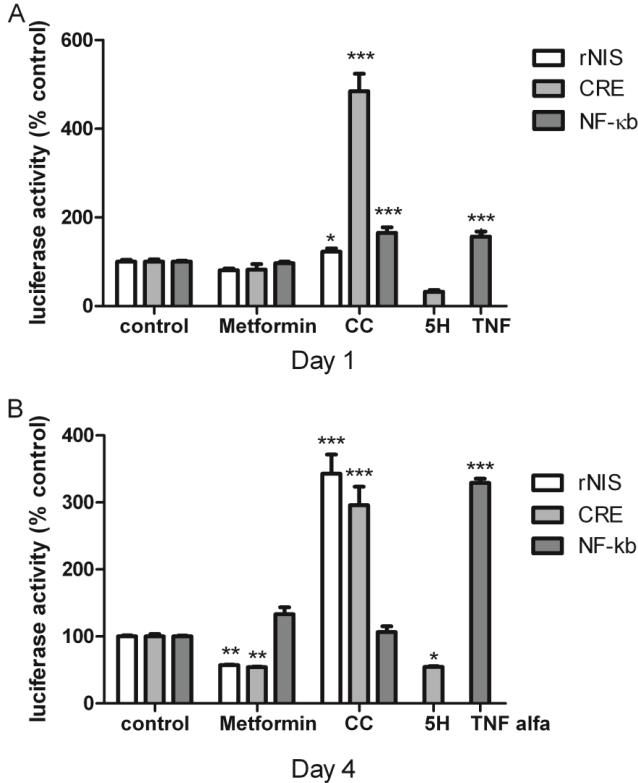 A
luciferase activity (% control)
600
400
200
0
***
*
***
***
rNIS
CRE
NF-κb
control Metformin CC 5H TNF
Day 1
B
luciferase activity (% control)
400
300
200
100
0
***
***
***
** **
*
rNIS
CRE
NF-kb
control Metformin CC 5H TNF alfa
Day 4